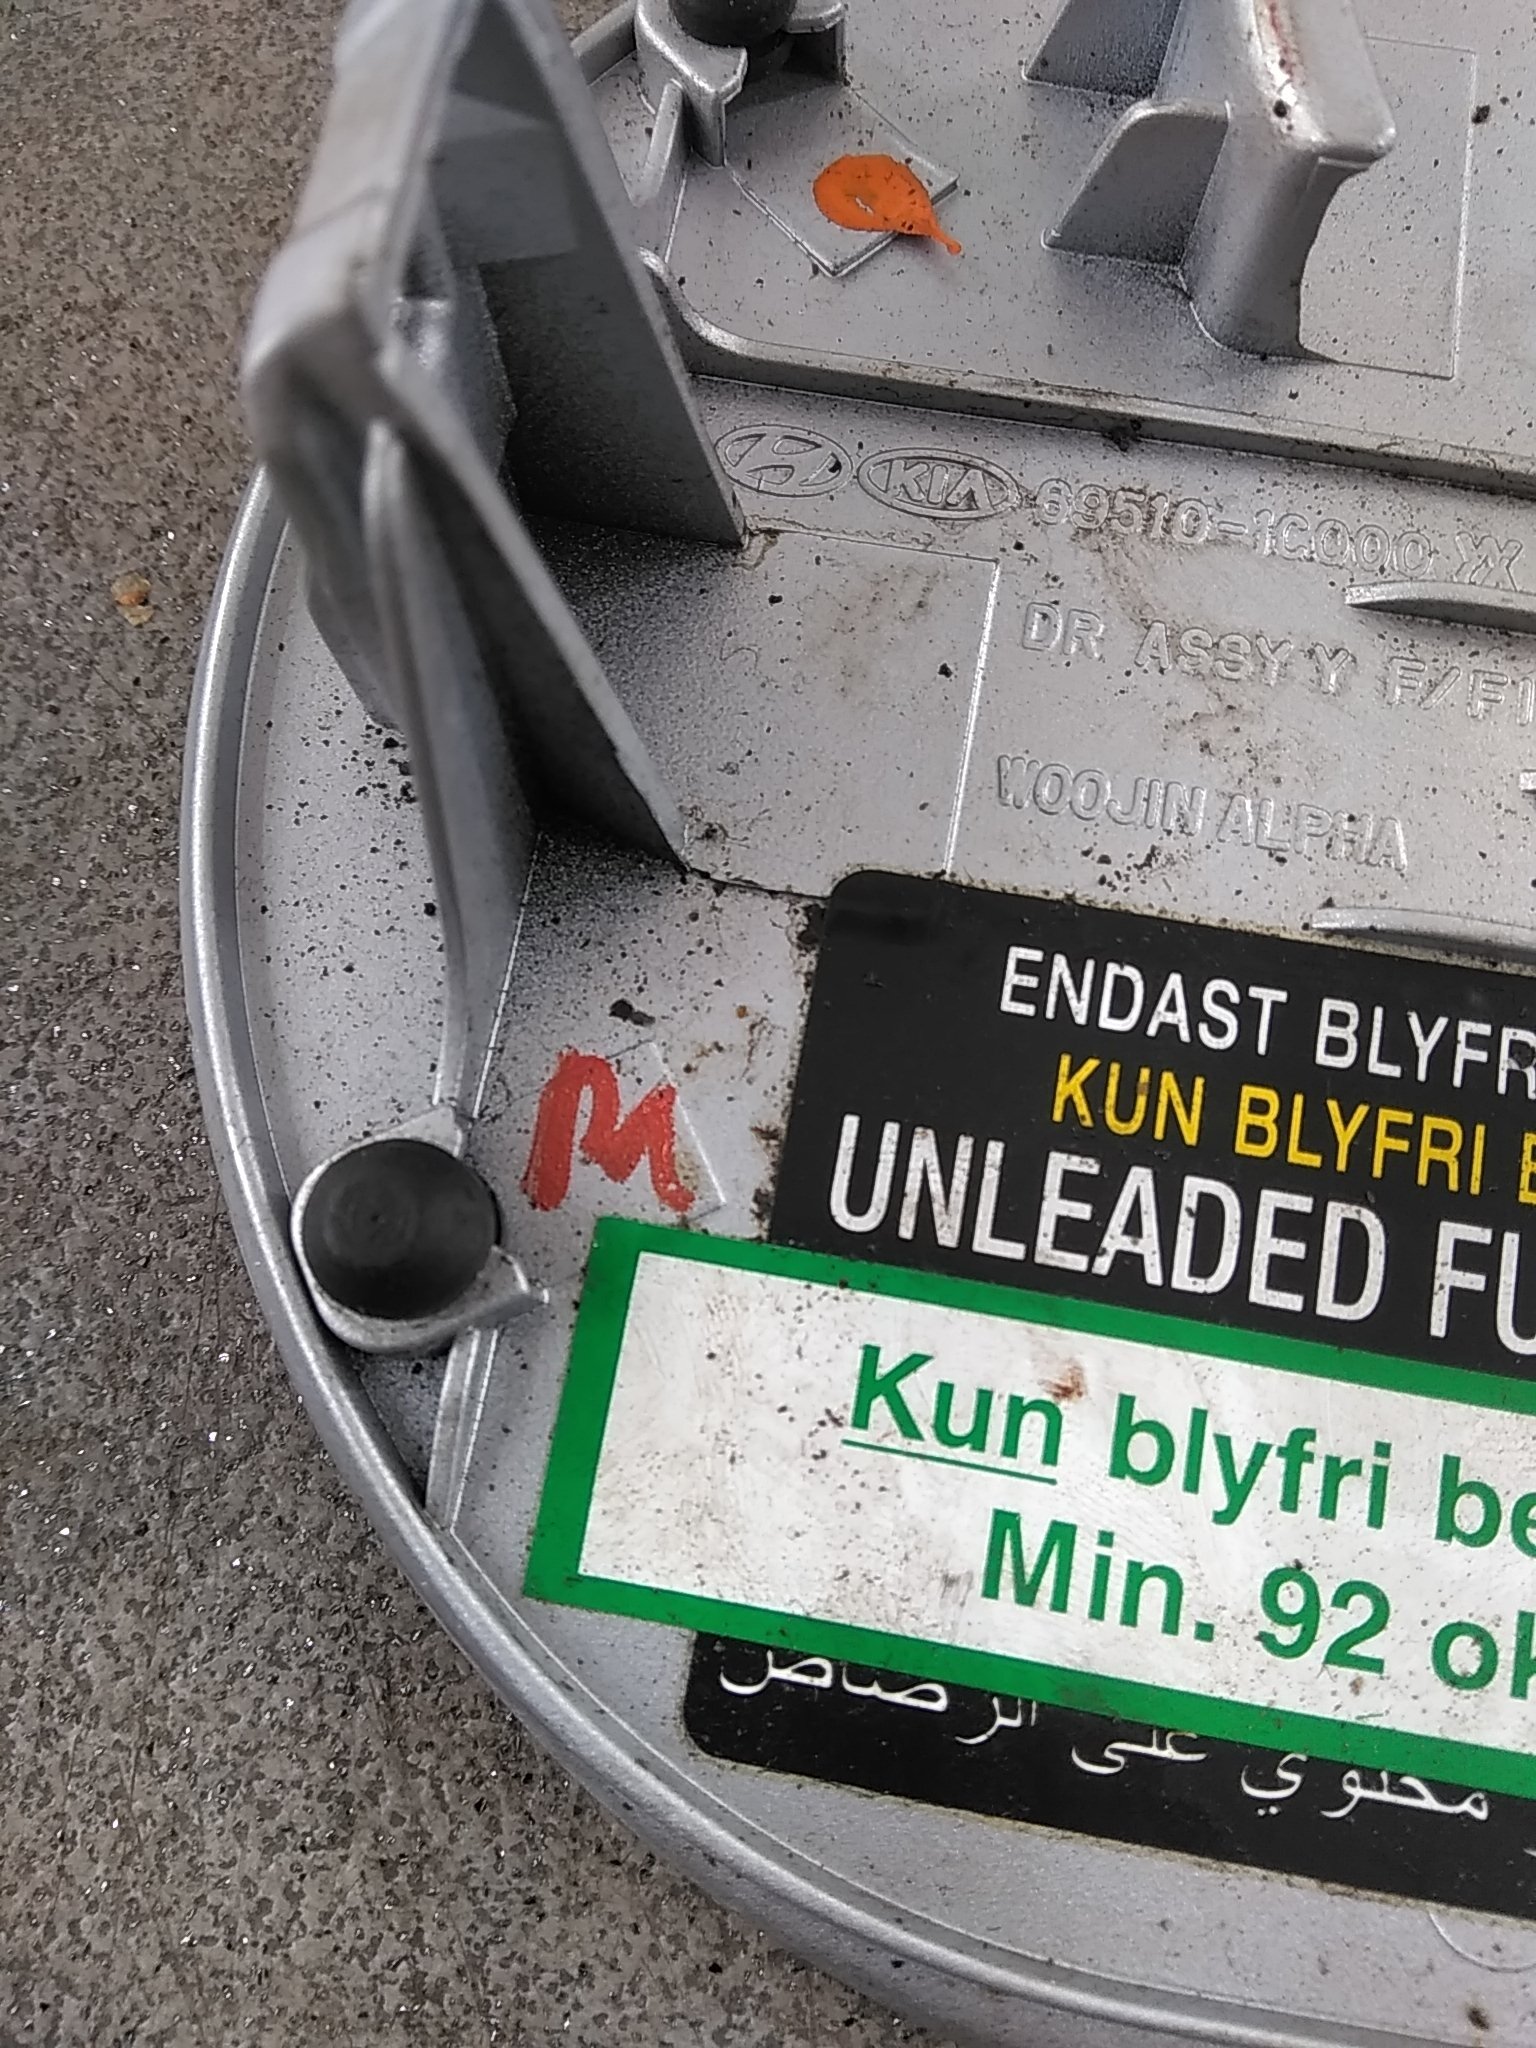 KIA 69510-1C000
DR ASSY Y F/F1
WOOJIN ALPHA
ENDAST BLYFR
KUN BLYFRI
UNLEADED FU
M
Kun blyfri be
Min. 92 ok
محتوي على الرصاص